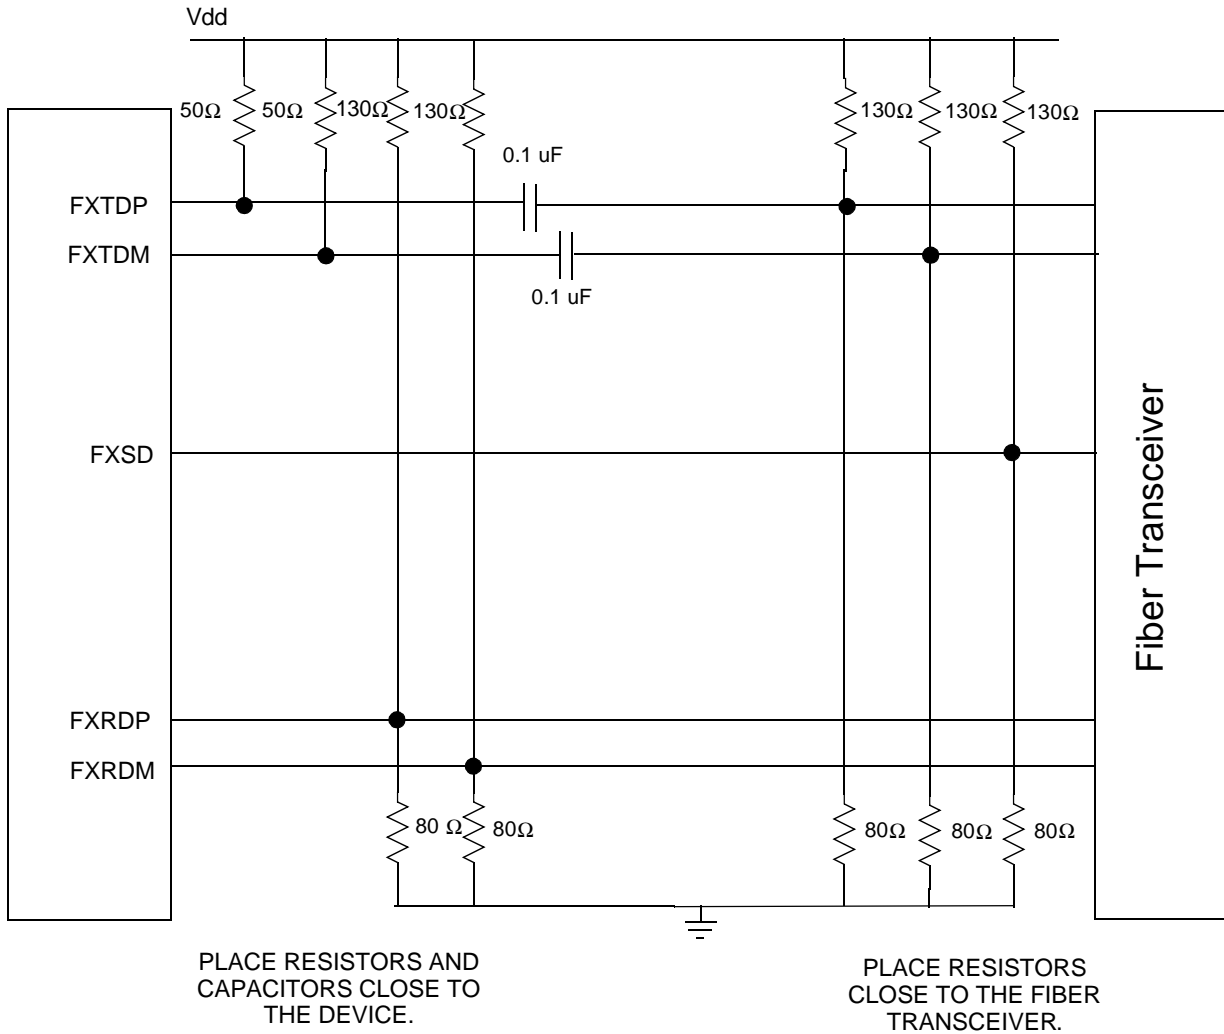 Vdd
50Ω
50Ω
130Ω
130Ω
130Ω
130Ω
130Ω
0.1 uF
FXTDP
FXTDM
0.1 uF
FXSD
Fiber Transceiver
FXRDP
FXRDM
80 Ω
80Ω
80Ω
80Ω
80Ω
PLACE RESISTORS AND
CAPACITORS CLOSE TO
THE DEVICE.
PLACE RESISTORS
CLOSE TO THE FIBER
TRANSCEIVER.